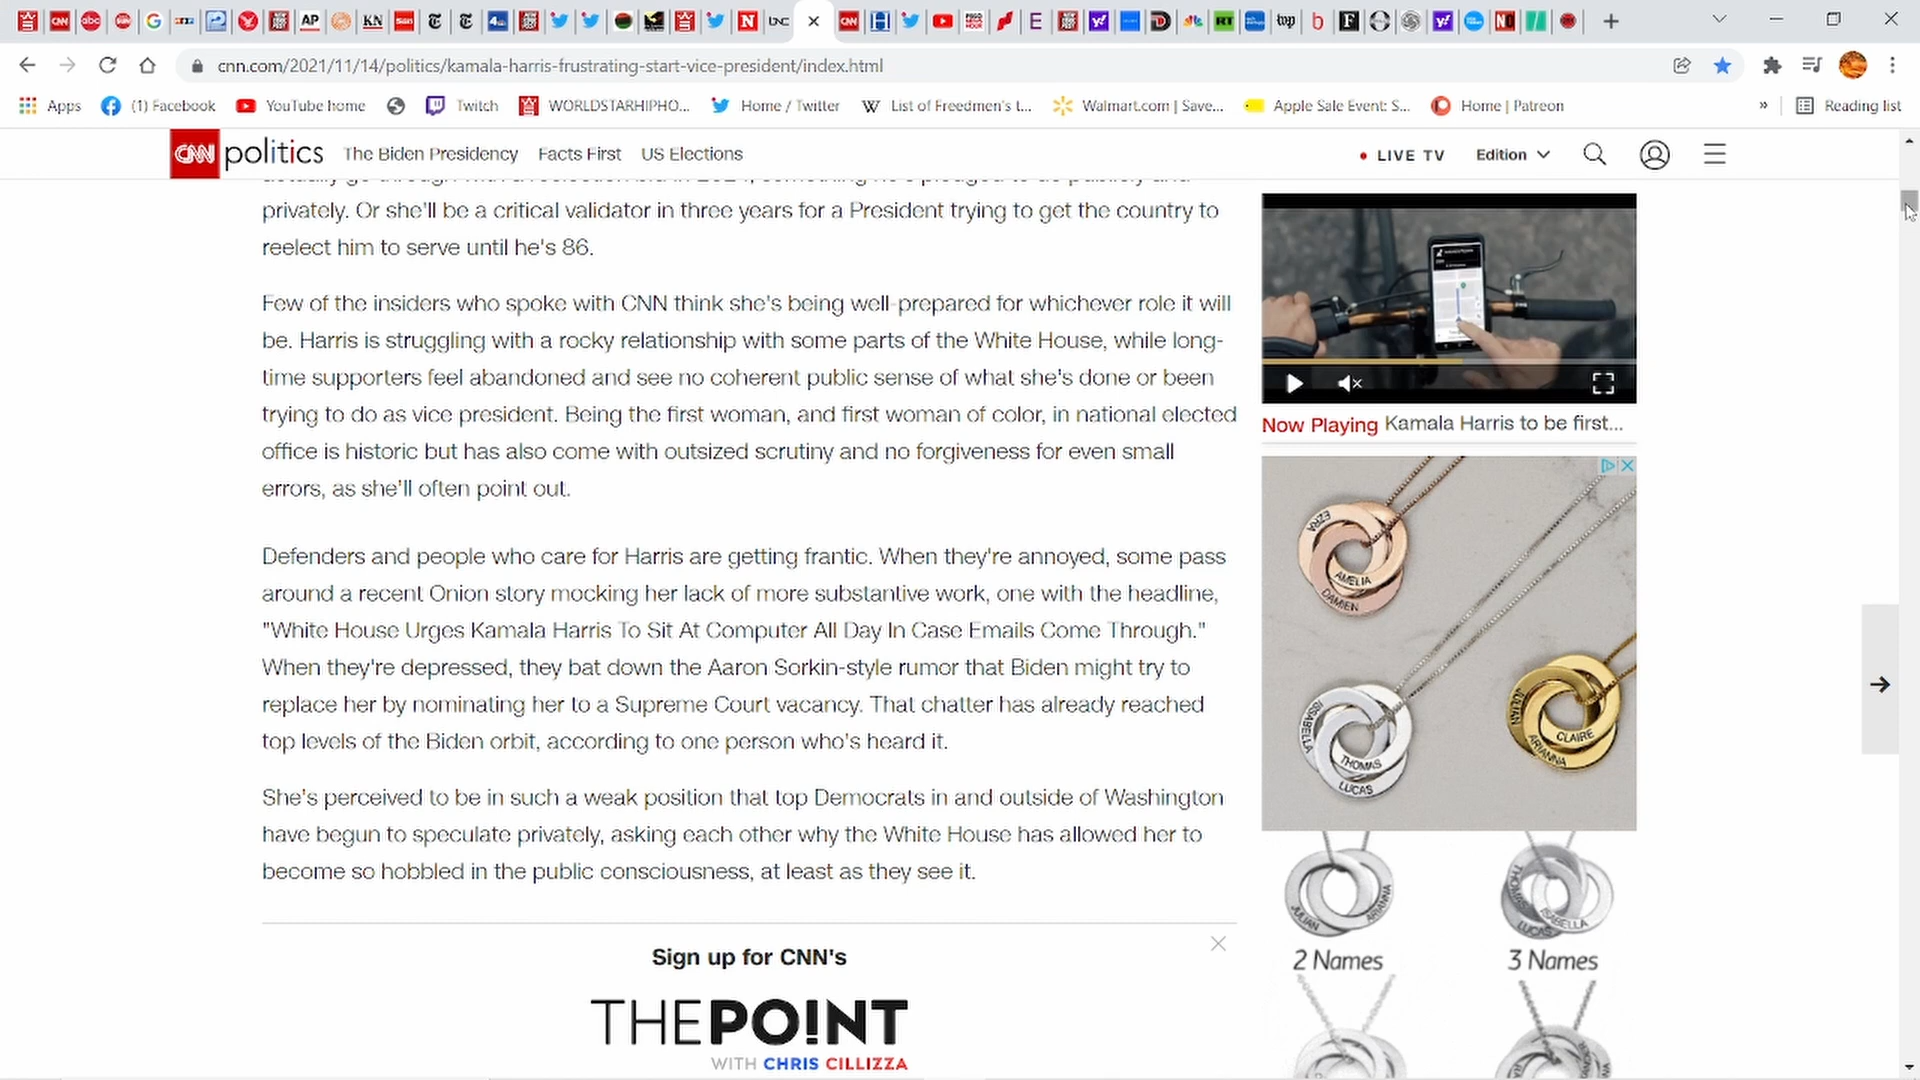 cnn.com/2021/11/14/politics/kamala-harris-frustrating-start-vice-president/index.html
Apps
(1) Facebook
YouTube home
Twitch
WORLDSTARHIPHO...
Home / Twitter
List of Freedmen's t...
Walmart.com | Save...
Apple Sale Event: S...
Home | Patreon
»
Reading list
CNN politics
The Biden Presidency
Facts First
US Elections
LIVE TV
Edition
privately. Or she'll be a critical validator in three years for a President trying to get the country to
reelect him to serve until he's 86.
Few of the insiders who spoke with CNN think she's being well-prepared for whichever role it will
be. Harris is struggling with a rocky relationship with some parts of the White House, while long-
time supporters feel abandoned and see no coherent public sense of what she's done or been
trying to do as vice president. Being the first woman, and first woman of color, in national elected
office is historic but has also come with outsized scrutiny and no forgiveness for even small
errors, as she'll often point out.
Defenders and people who care for Harris are getting frantic. When they're annoyed, some pass
around a recent Onion story mocking her lack of more substantive work, one with the headline,
"White House Urges Kamala Harris To Sit At Computer All Day In Case Emails Come Through."
When they're depressed, they bat down the Aaron Sorkin-style rumor that Biden might try to
replace her by nominating her to a Supreme Court vacancy. That chatter has already reached
top levels of the Biden orbit, according to one person who's heard it.
She's perceived to be in such a weak position that top Democrats in and outside of Washington
have begun to speculate privately, asking each other why the White House has allowed her to
become so hobbled in the public consciousness, at least as they see it.
Sign up for CNN's
THE PO!NT
WITH CHRIS CILLIZZA
Now Playing Kamala Harris to be first...
EZRA
AMELIA
DAMIEN
ISSABELLA
THOMAS
LUCAS
JULIAN
CLAIRE
ARIANNA
JULIAN
ARIANNA
THOMAS
ISABELLA
LUCAS
2 Names
3 Names